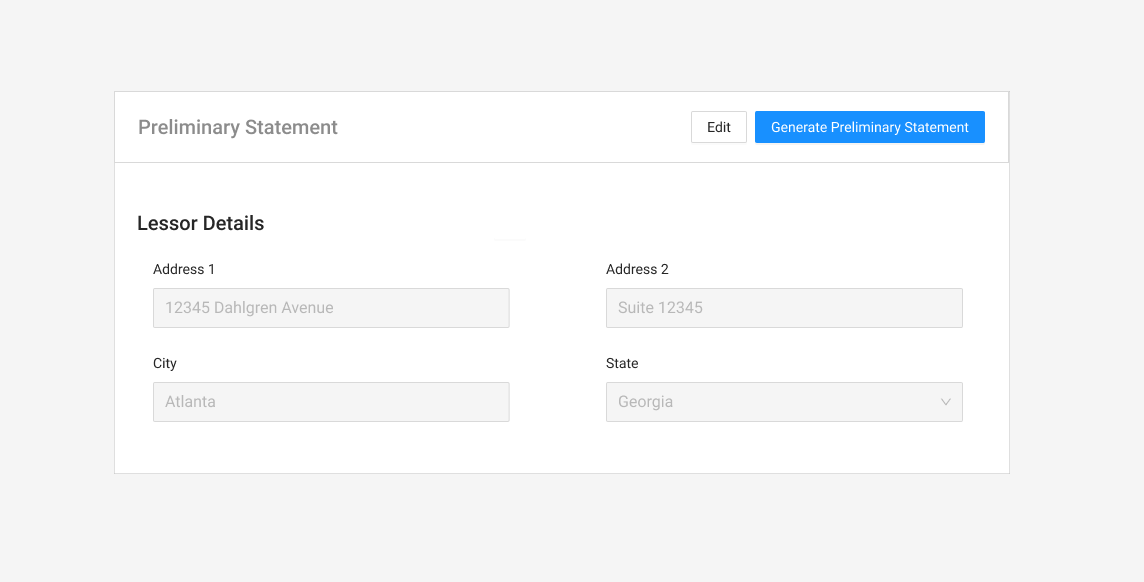 Preliminary Statement
Edit
Generate Preliminary Statement
Lessor Details
Address 1
Address 2
12345 Dahlgren Avenue
Suite 12345
City
State
Atlanta
Georgia